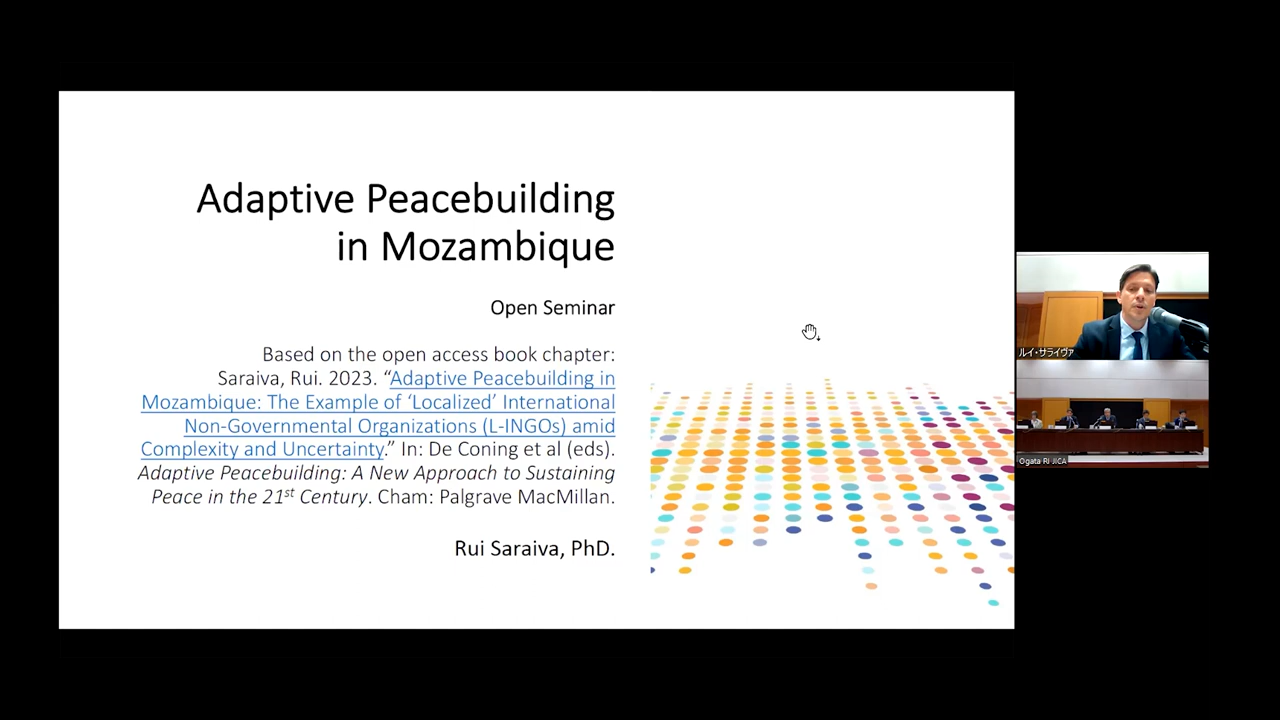 Adaptive Peacebuilding
in Mozambique
Open Seminar
Based on the open access book chapter:
Saraiva, Rui. 2023. “Adaptive Peacebuilding in
Mozambique: The Example of ‘Localized’ International
Non-Governmental Organizations (L-INGOs) amid
Complexity and Uncertainty.” In: De Coning et al (eds).
Adaptive Peacebuilding: A New Approach to Sustaining
Peace in the 21st Century. Cham: Palgrave MacMillan.
Rui Saraiva, PhD.
ルイ・サライヴァ
Ogata RI JICA